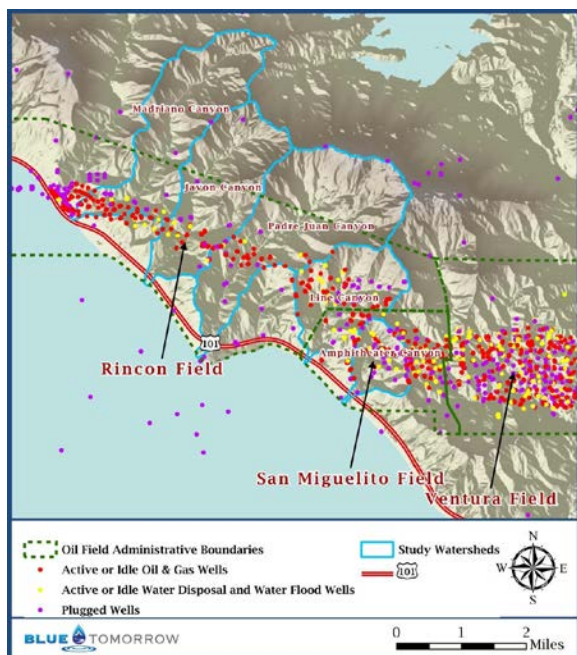 Madriano Canyon
Javon Canyon
Padre Juan Canyon
Line Canyon
101
Amphitheater Canyon
Rincon Field
San Miguelito Field
Ventura Field
Oil Field Administrative Boundaries
Study Watersheds
Active or Idle Oil & Gas Wells
101
Active or Idle Water Disposal and Water Flood Wells
Plugged Wells
N
W E
S
BLUE TOMORROW
0 1 2
Miles